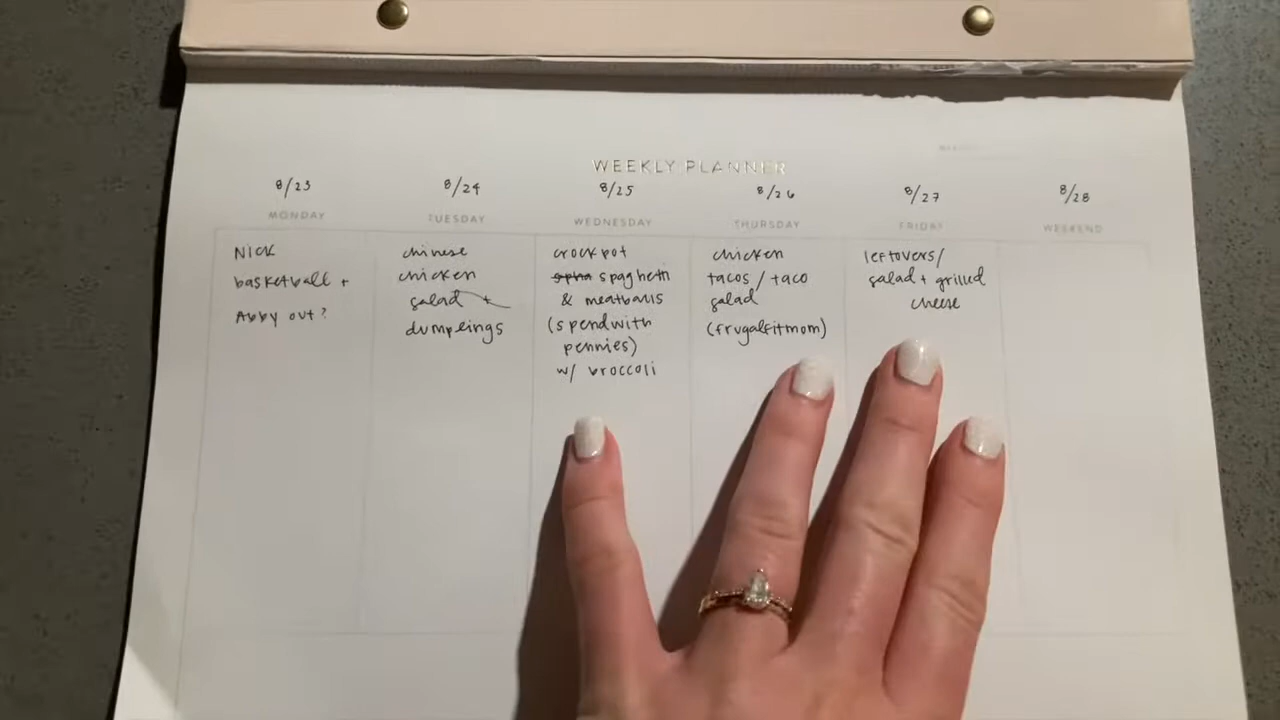 WEEKLY PLANNER
8/23
MONDAY
NICK
basketball +
Abby out?
8/24
TUESDAY
chinese
chicken
salad +
dumplings
8/25
WEDNESDAY
crockpot
spha spaghetti
& meatballs
(spendwith
pennies)
w/ broccoli
8/26
THURSDAY
chicken
tacos / taco
salad
(frugalfitmom)
8/27
FRIDAY
leftovers/
salad + grilled
cheese
8/28
WEEKEND